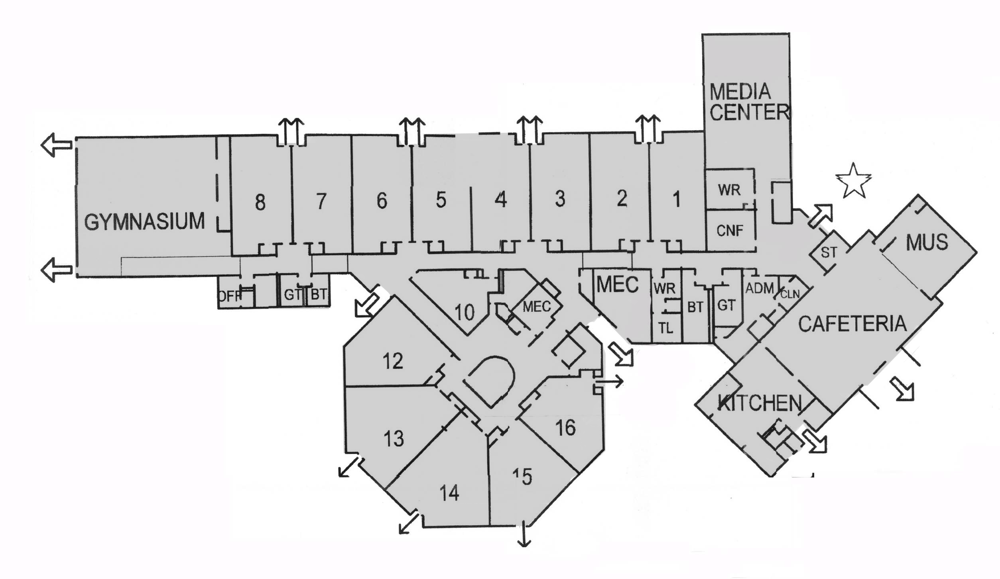 MEDIA
CENTER
GYMNASIUM
8
7
6
5
4
3
2
1
WR
CNF
ST
MUS
OFF
GT
BT
10
MEC
MEC
WR
TL
BT
GT
ADM
CLN
CAFETERIA
12
13
14
15
16
KITCHEN